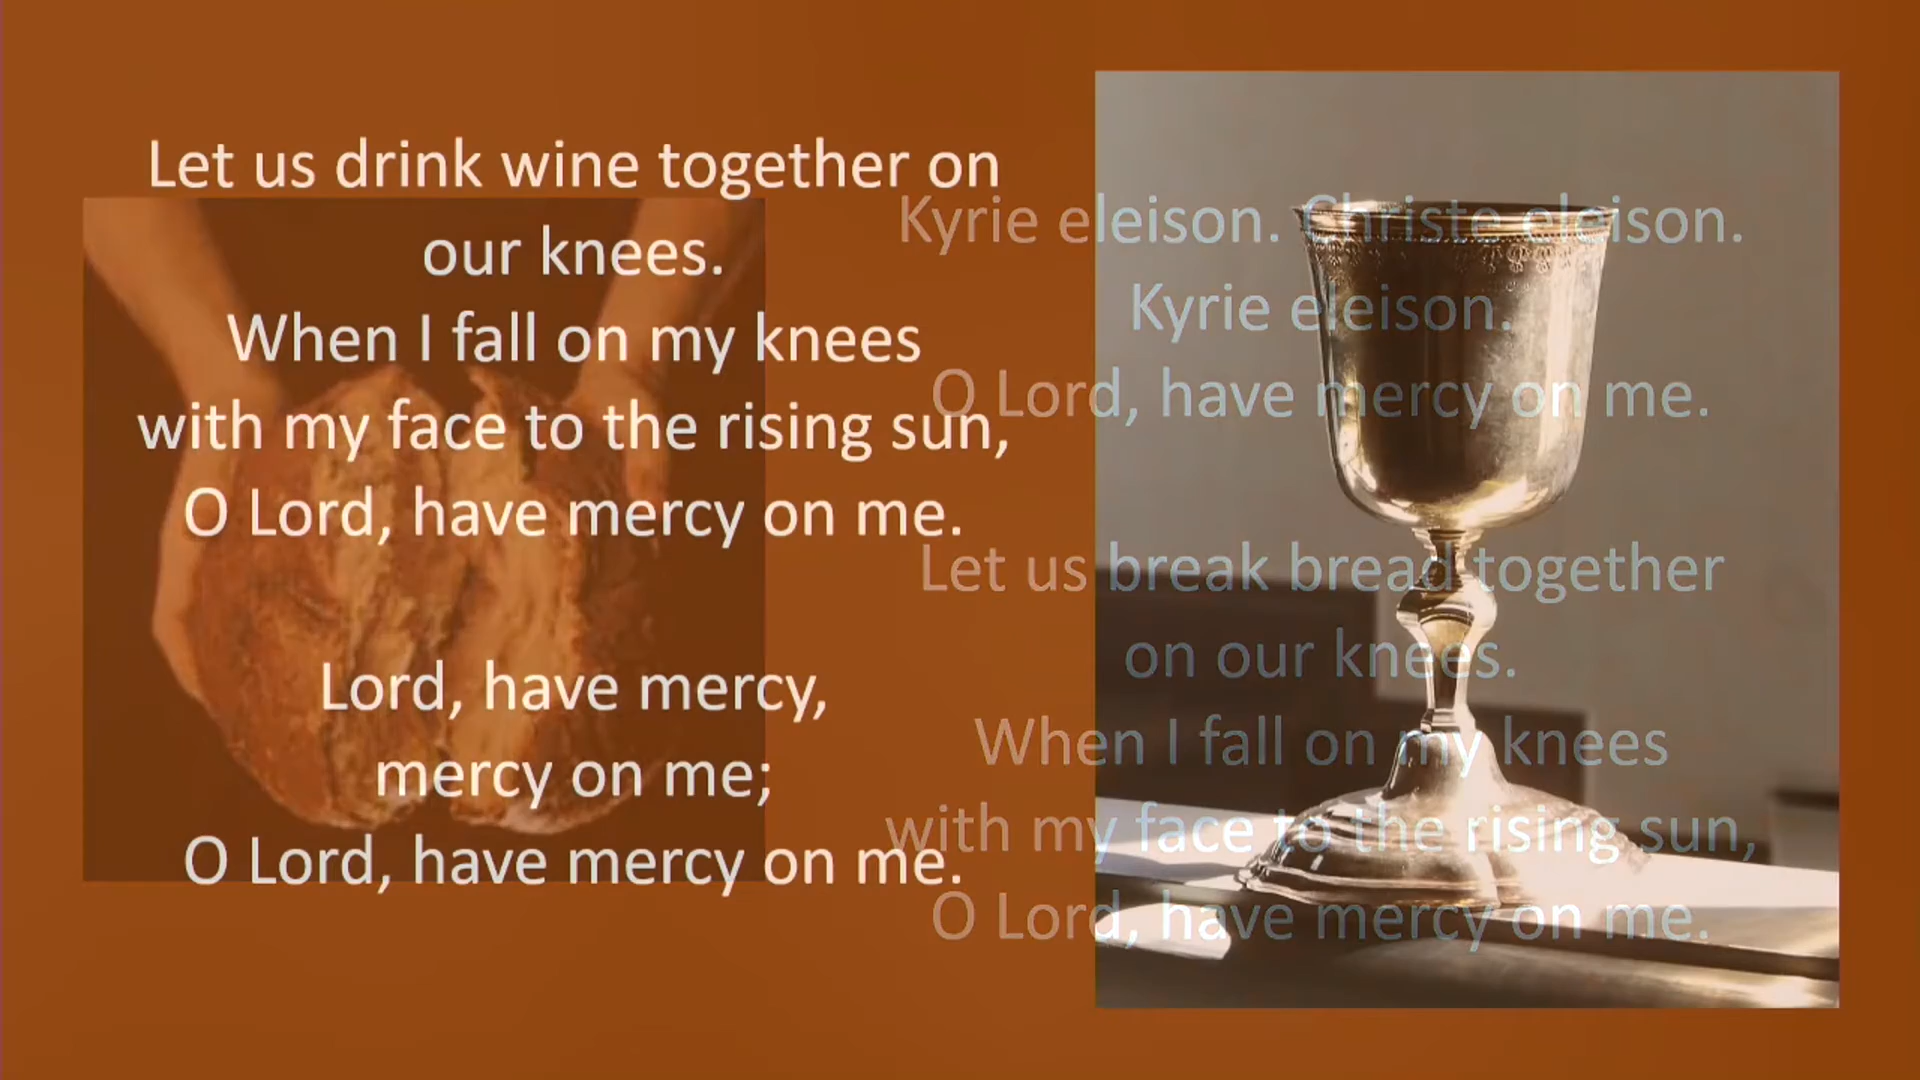 Let us drink wine together on
our knees.
When I fall on my knees
with my face to the rising sun,
O Lord, have mercy on me.
Lord, have mercy,
mercy on me;
O Lord, have mercy on me.
Kyrie eleison. Christe eleison.
Kyrie eleison.
O Lord, have mercy on me.
Let us break bread together
on our knees.
When I fall on my knees
with my face to the rising sun,
O Lord, have mercy on me.